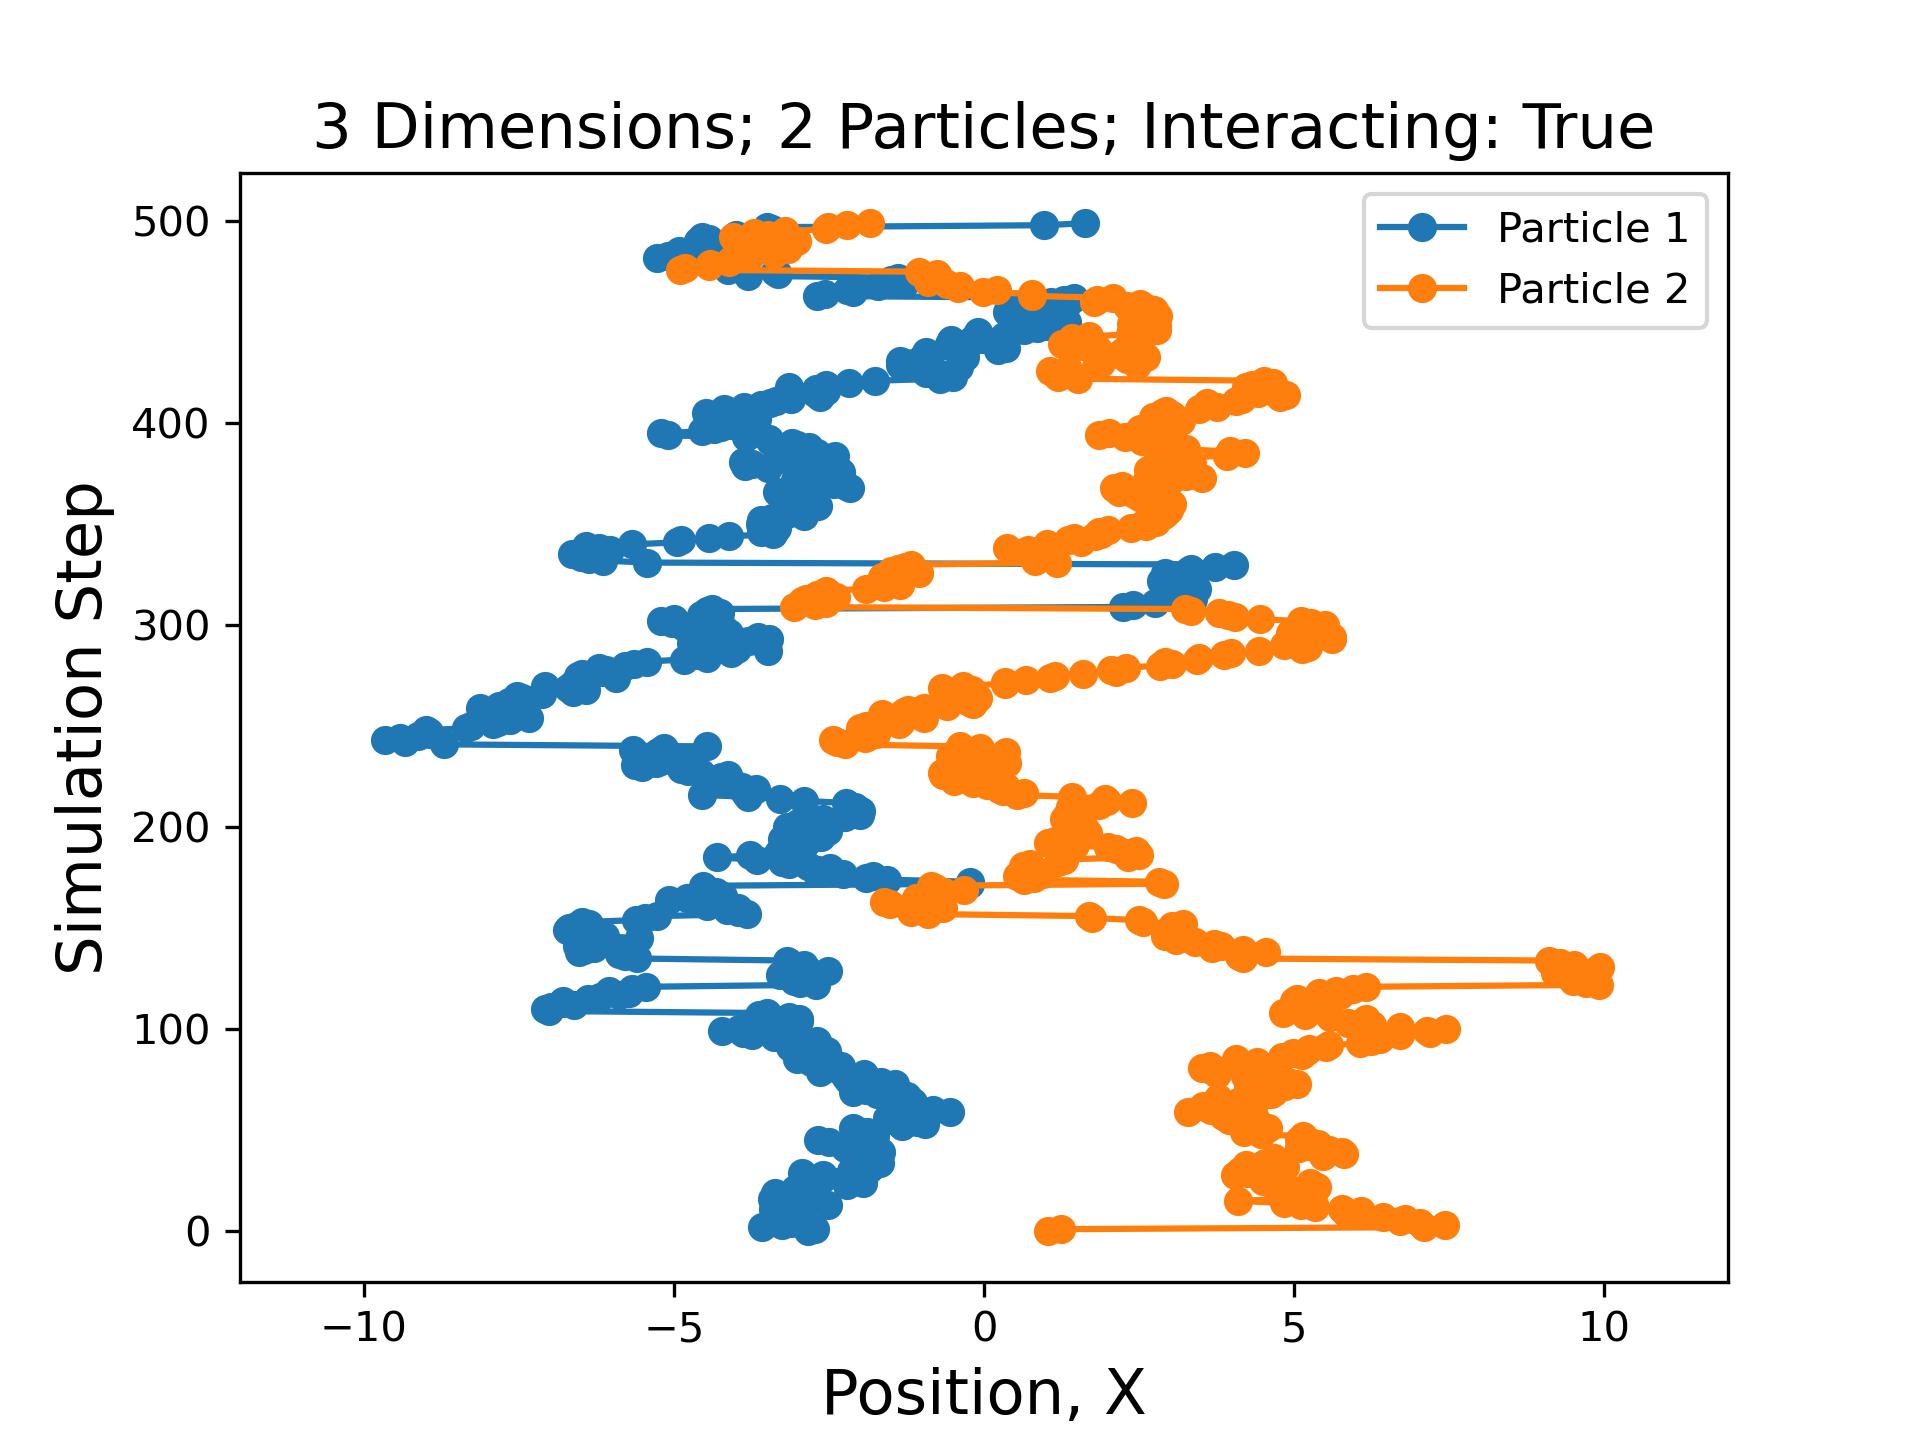 3 Dimensions; 2 Particles; Interacting: True
Particle 1
Particle 2
Simulation Step
500
400
300
200
100
0
−10
−5
0
5
10
Position, X